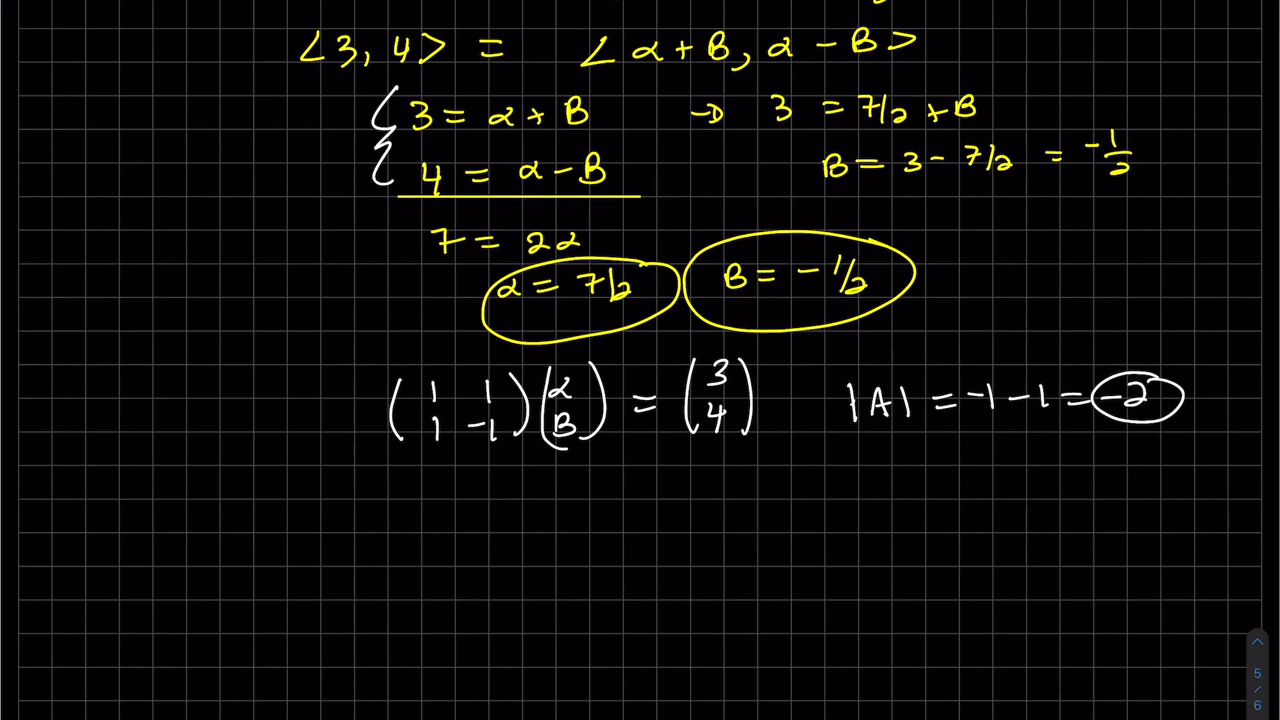 <3, 4> = < α + B, α - B>
3 = α + B → 3 = 7/2 + B
4 = α - B B = 3 - 7/2 = -1/2
7 = 2α
α = 7/2 B = -1/2
(1 1) (α) = (3) |A| = -1 - 1 = -2
(1 -1) (B) (4)
5
/
6